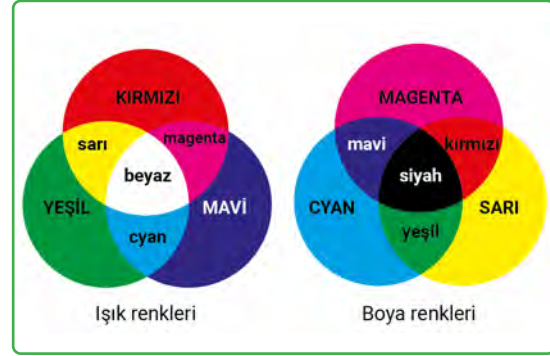 KIRMIZI
sarı
magenta
beyaz
YEŞİL
MAVİ
cyan
Işık renkleri
MAGENTA
mavi
kırmızı
siyah
CYAN
SARI
yeşil
Boya renkleri